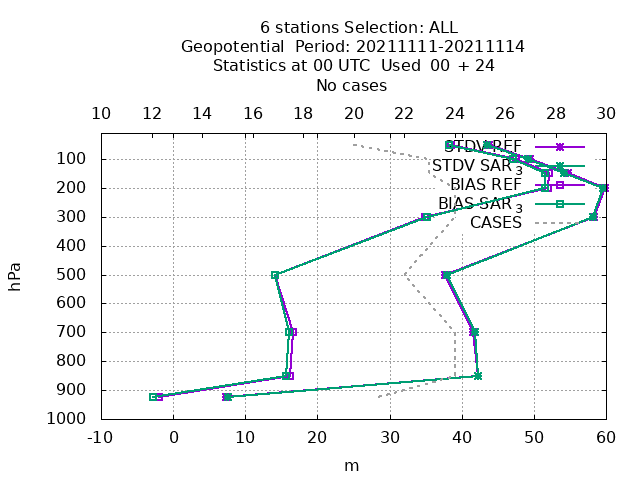 6 stations Selection: ALL
Geopotential  Period: 20211111-20211114
Statistics at 00 UTC  Used  00 + 24
No cases
10 12 14 16 18 20 22 24 26 28 30
STDV REF
STDV SAR 3
BIAS REF
BIAS SAR 3
CASES
100
200
300
400
500
600
700
800
900
1000
hPa
-10 0 10 20 30 40 50 60
m